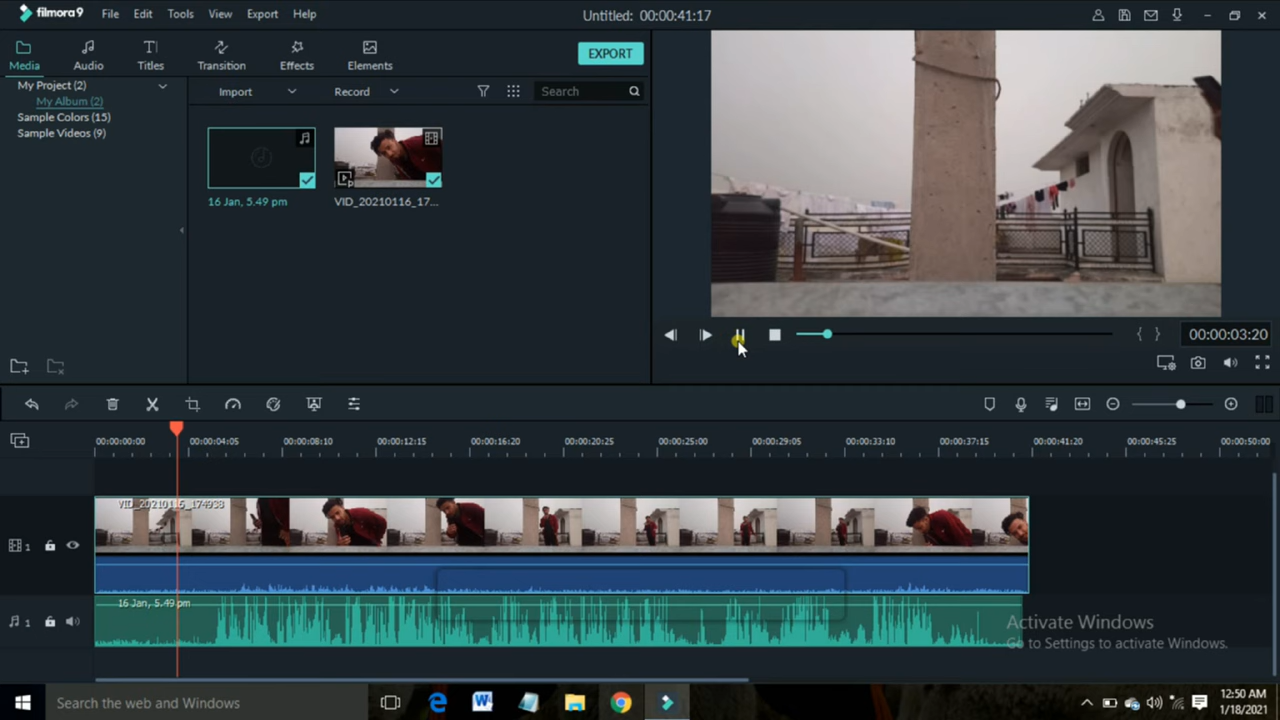 filmora9 File Edit Tools View Export Help Untitled: 00:00:41:17
Media Audio Titles Transition Effects Elements EXPORT
My Project (2)
My Album (2)
Sample Colors (15)
Sample Videos (9)
Import Record Search
16 Jan, 5.49 pm VID_20210116_17...
00:00:03:20
00:00:00:00 00:00:04:05 00:00:08:10 00:00:12:15 00:00:16:20 00:00:20:25 00:00:25:00 00:00:29:05 00:00:33:10 00:00:37:15 00:00:41:20 00:00:45:25 00:00:50:00
VID_20210116_174938
1
16 Jan, 5.49 pm
1
Activate Windows
Go to Settings to activate Windows.
Search the web and Windows
12:50 AM
1/18/2021